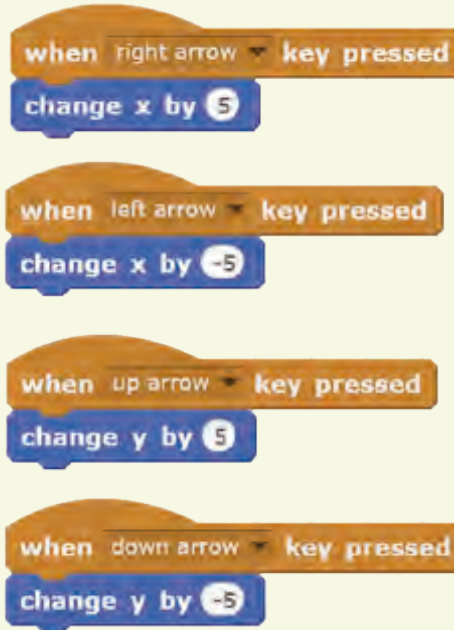 when right arrow key pressed
change x by 5
when left arrow key pressed
change x by -5
when up arrow key pressed
change y by 5
when down arrow key pressed
change y by -5